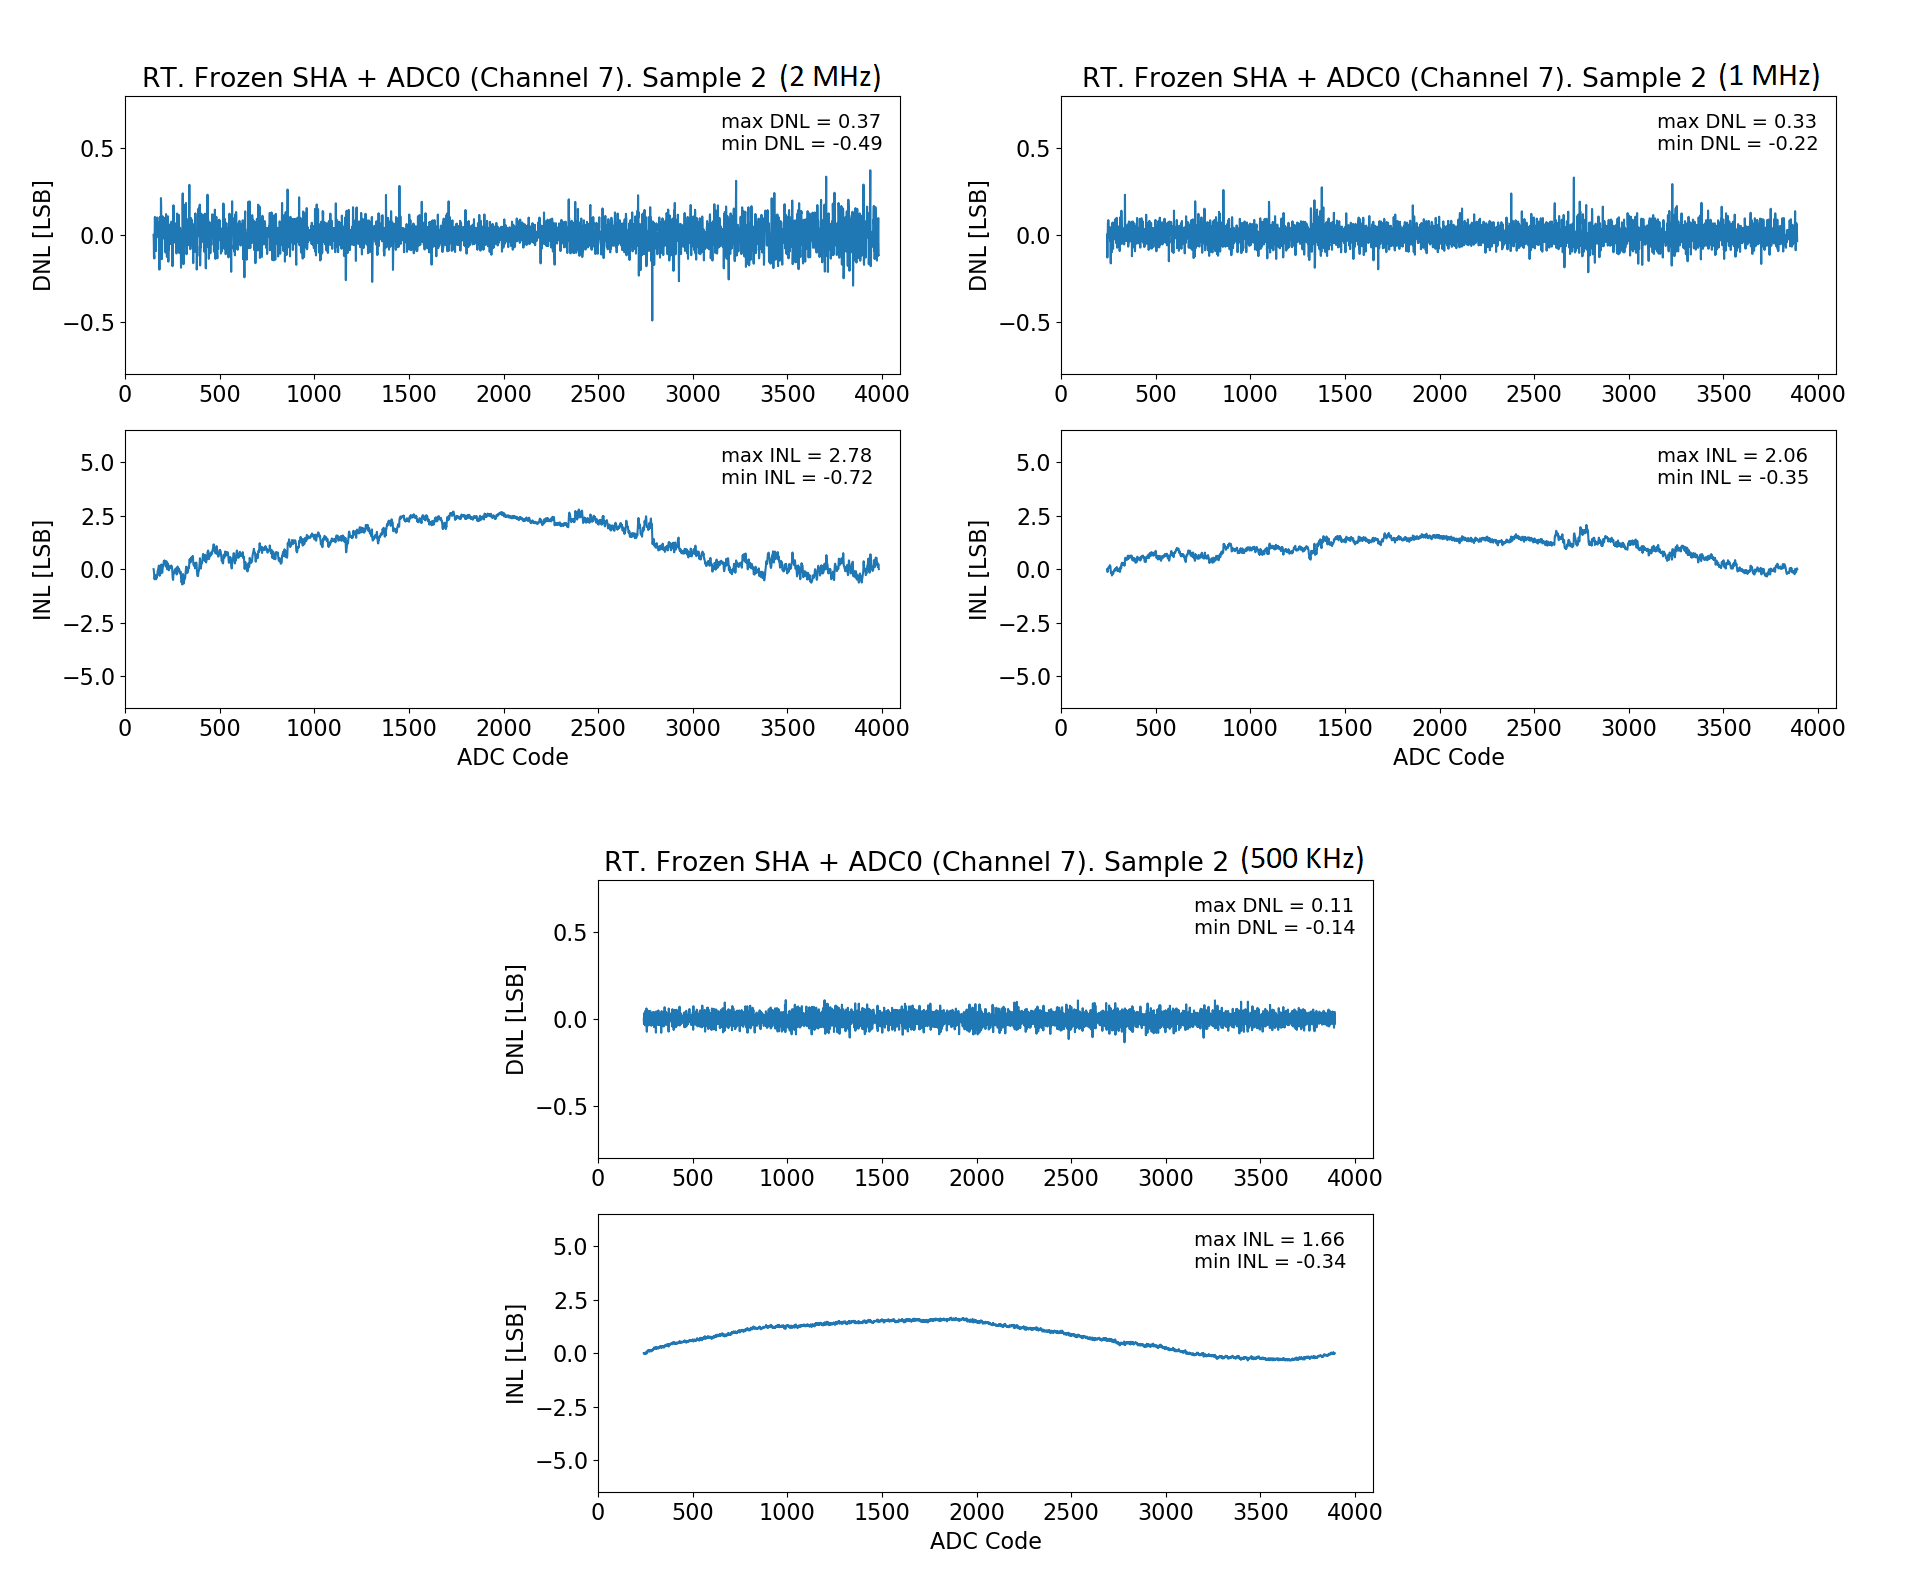 RT. Frozen SHA + ADC0 (Channel 7). Sample 2 (2 MHz)
max DNL = 0.37
min DNL = -0.49
DNL [LSB]
0.5
0.0
−0.5
0 500 1000 1500 2000 2500 3000 3500 4000
max INL = 2.78
min INL = -0.72
INL [LSB]
5.0
2.5
0.0
−2.5
−5.0
0 500 1000 1500 2000 2500 3000 3500 4000
ADC Code
RT. Frozen SHA + ADC0 (Channel 7). Sample 2 (1 MHz)
max DNL = 0.33
min DNL = -0.22
DNL [LSB]
0.5
0.0
−0.5
0 500 1000 1500 2000 2500 3000 3500 4000
max INL = 2.06
min INL = -0.35
INL [LSB]
5.0
2.5
0.0
−2.5
−5.0
0 500 1000 1500 2000 2500 3000 3500 4000
ADC Code
RT. Frozen SHA + ADC0 (Channel 7). Sample 2 (500 KHz)
max DNL = 0.11
min DNL = -0.14
DNL [LSB]
0.5
0.0
−0.5
0 500 1000 1500 2000 2500 3000 3500 4000
max INL = 1.66
min INL = -0.34
INL [LSB]
5.0
2.5
0.0
−2.5
−5.0
0 500 1000 1500 2000 2500 3000 3500 4000
ADC Code